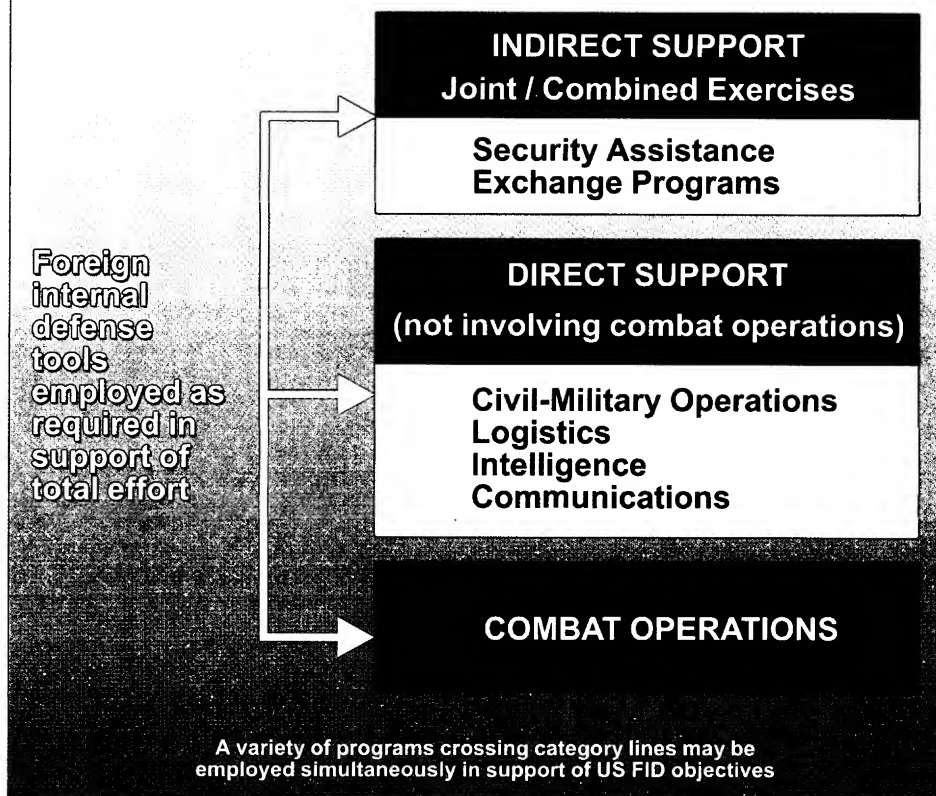 Foreign
internal
defense
tools
employed as
required in
support of
total effort
INDIRECT SUPPORT
Joint / Combined Exercises
Security Assistance
Exchange Programs
DIRECT SUPPORT
(not involving combat operations)
Civil-Military Operations
Logistics
Intelligence
Communications
COMBAT OPERATIONS
A variety of programs crossing category lines may be
employed simultaneously in support of US FID objectives